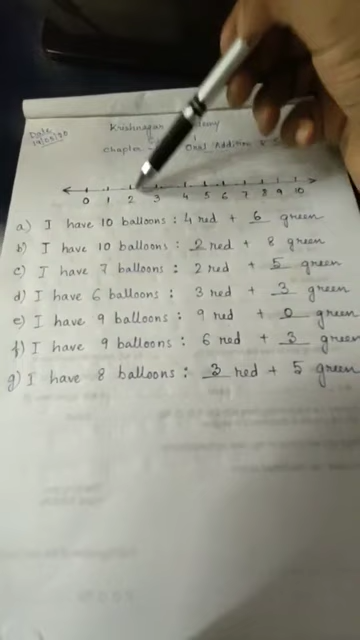 Date
Krishnagar
Chapter Oral Addition &
0 1 2 3 4 5 6 7 8 9 10
a) I have 10 balloons : 4 red + 6 green
b) I have 10 balloons : 2 red + 8 green
c) I have 7 balloons : 2 red + 5 green
d) I have 6 balloons : 3 red + 3 green
e) I have 9 balloons : 9 red + 0 green
f) I have 9 balloons : 6 red + 3 green
g) I have 8 balloons : 3 red + 5 green